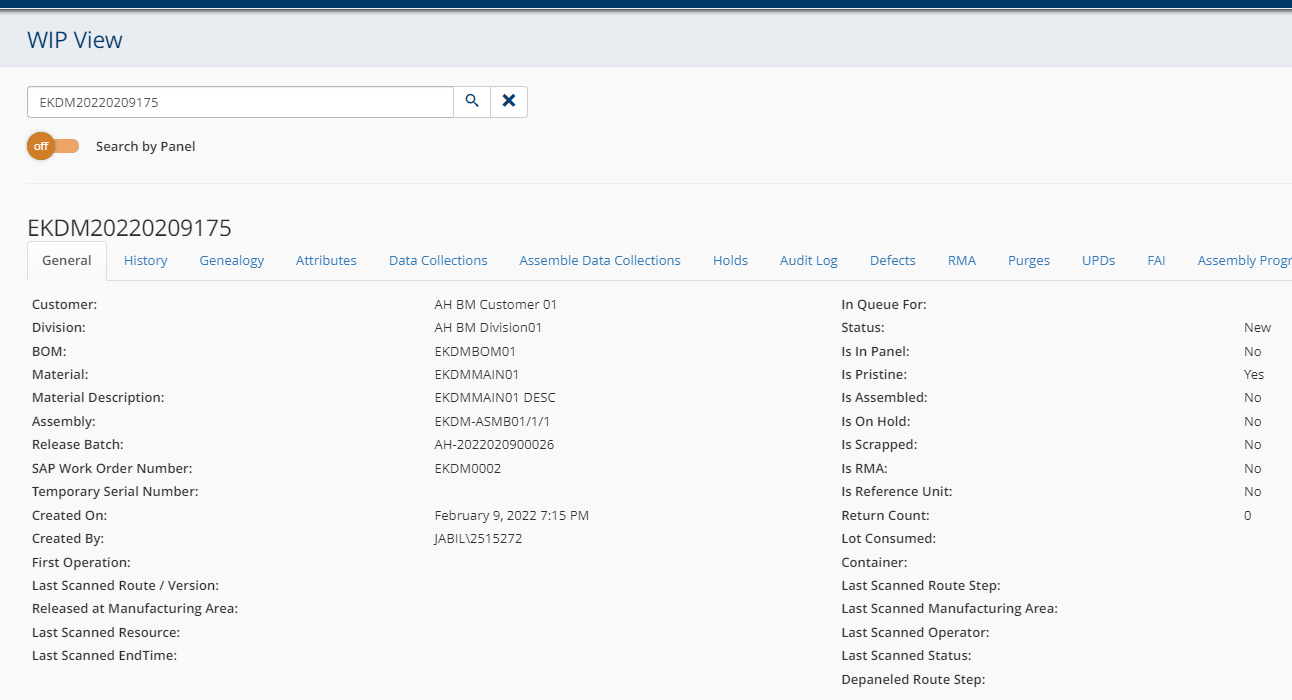 WIP View
EKDM20220209175
off Search by Panel
EKDM20220209175
General History Genealogy Attributes Data Collections Assemble Data Collections Holds Audit Log Defects RMA Purges UPDs FAI Assembly Progr
Customer: AH BM Customer 01 In Queue For:
Division: AH BM Division01 Status: New
BOM: EKDMBOM01 Is In Panel: No
Material: EKDMMAIN01 Is Pristine: Yes
Material Description: EKDMMAIN01 DESC Is Assembled: No
Assembly: EKDM-ASMB01/1/1 Is On Hold: No
Release Batch: AH-2022020900026 Is Scrapped: No
SAP Work Order Number: EKDM0002 Is RMA: No
Temporary Serial Number: Is Reference Unit: No
Created On: February 9, 2022 7:15 PM Return Count: 0
Created By: JABIL\2515272 Lot Consumed:
First Operation: Container:
Last Scanned Route / Version: Last Scanned Route Step:
Released at Manufacturing Area: Last Scanned Manufacturing Area:
Last Scanned Resource: Last Scanned Operator:
Last Scanned EndTime: Last Scanned Status:
Depaneled Route Step: